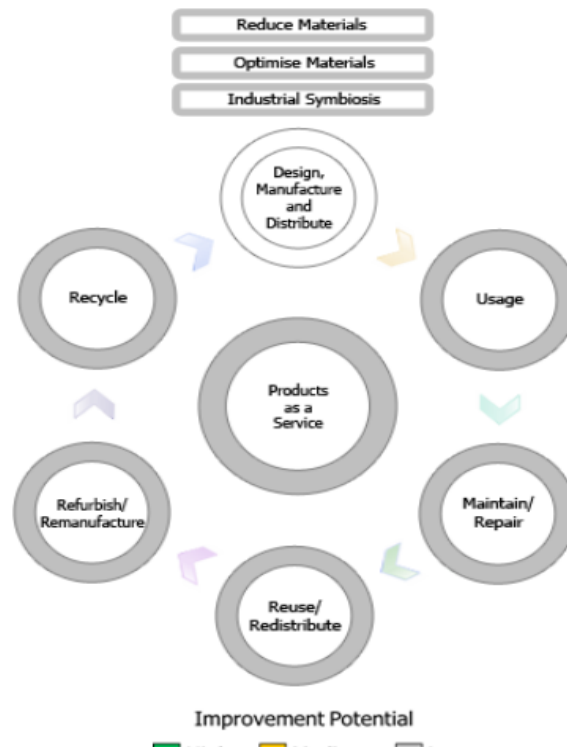 Reduce Materials
Optimise Materials
Industrial Symbiosis
Design,
Manufacture
and
Distribute
Recycle
Usage
Products
as a
Service
Refurbish/
Remanufacture
Maintain/
Repair
Reuse/
Redistribute
Improvement Potential